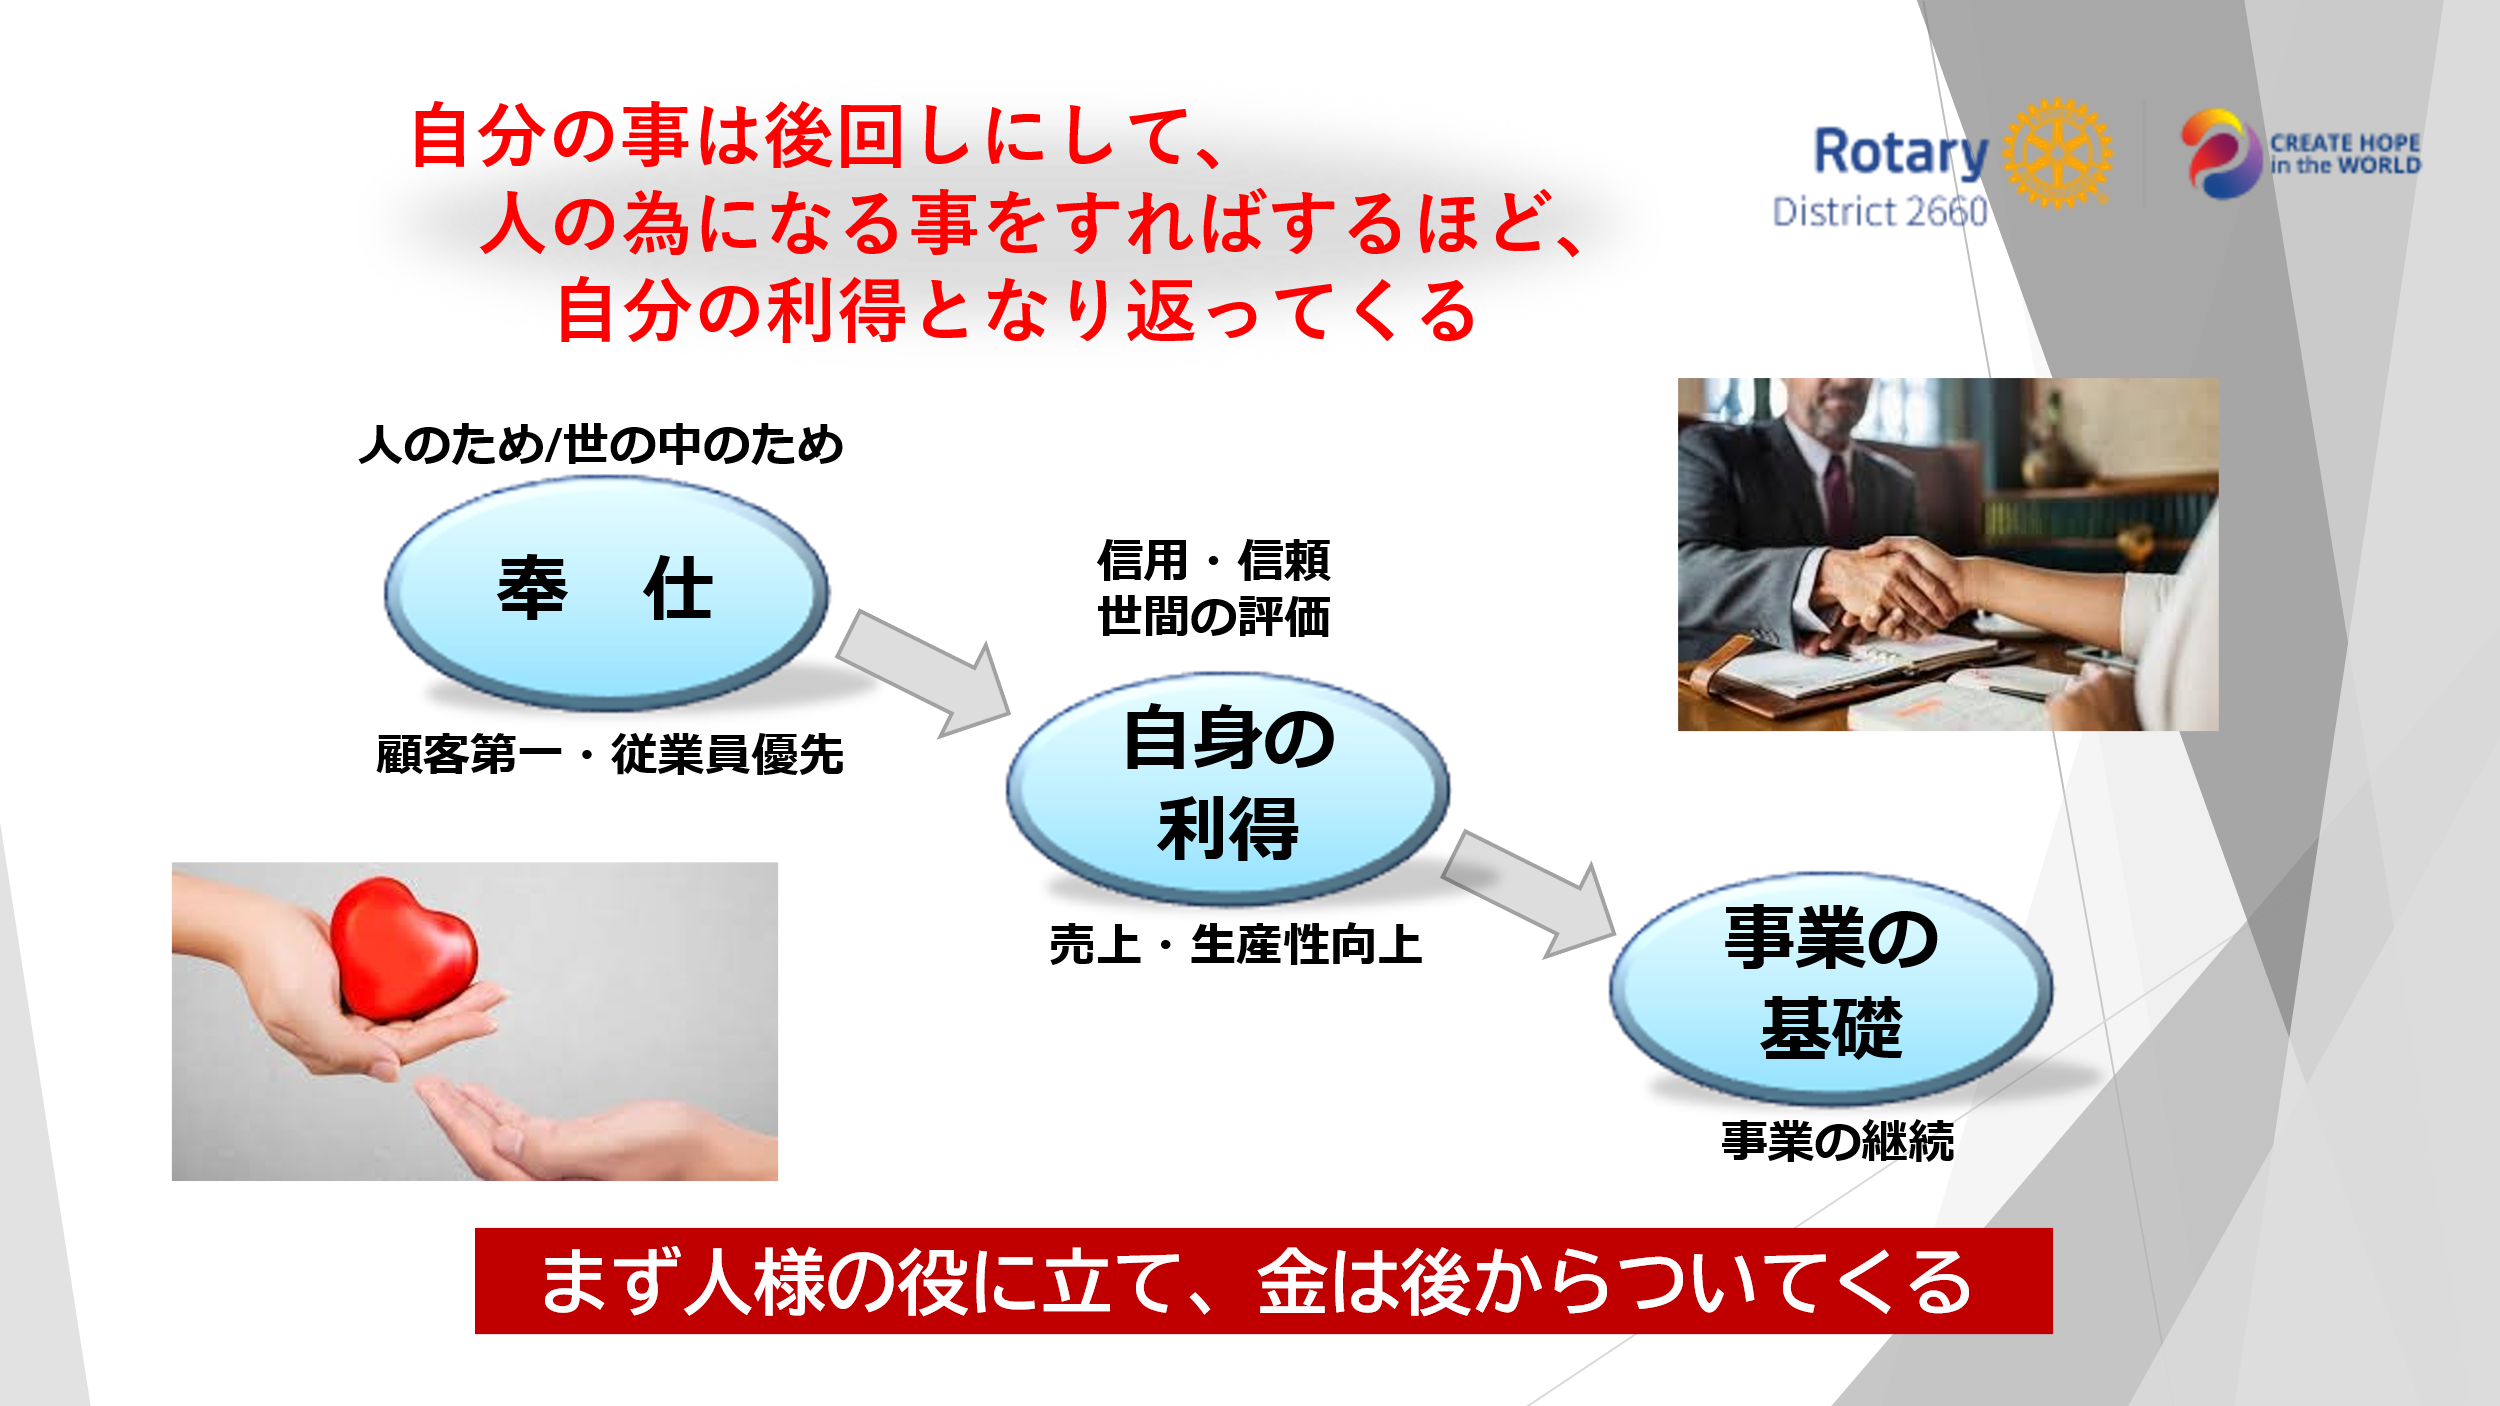 自分の事は後回しにして、
人の為になる事をすればするほど、
自分の利得となり返ってくる
Rotary
District 2660
CREATE HOPE
in the WORLD
人のため/世の中のため
奉　仕
顧客第一・従業員優先
信用・信頼
世間の評価
自身の
利得
売上・生産性向上
事業の
基礎
事業の継続
まず人様の役に立て、金は後からついてくる